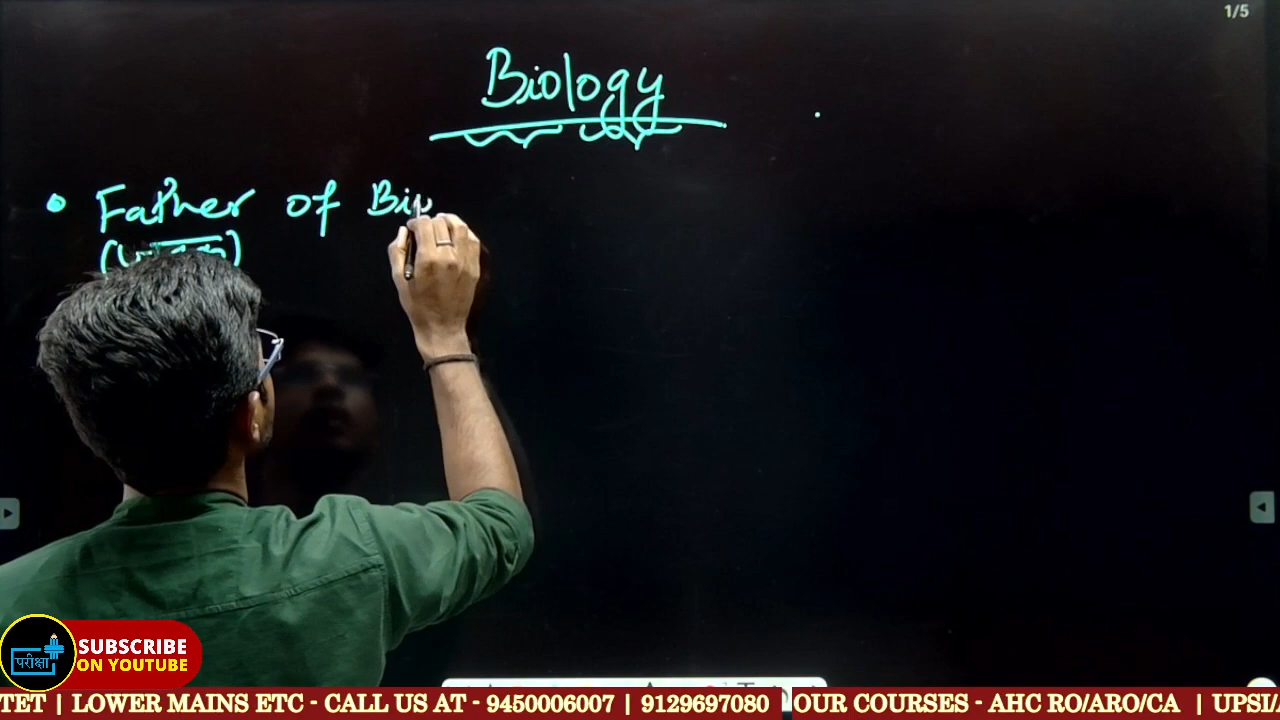 1/5
Biology
• Father of Bio
परीक्षा
SUBSCRIBE
ON YOUTUBE
TET | LOWER MAINS ETC - CALL US AT - 9450006007 | 9129697080 OUR COURSES - AHC RO/ARO/CA | UPSI/